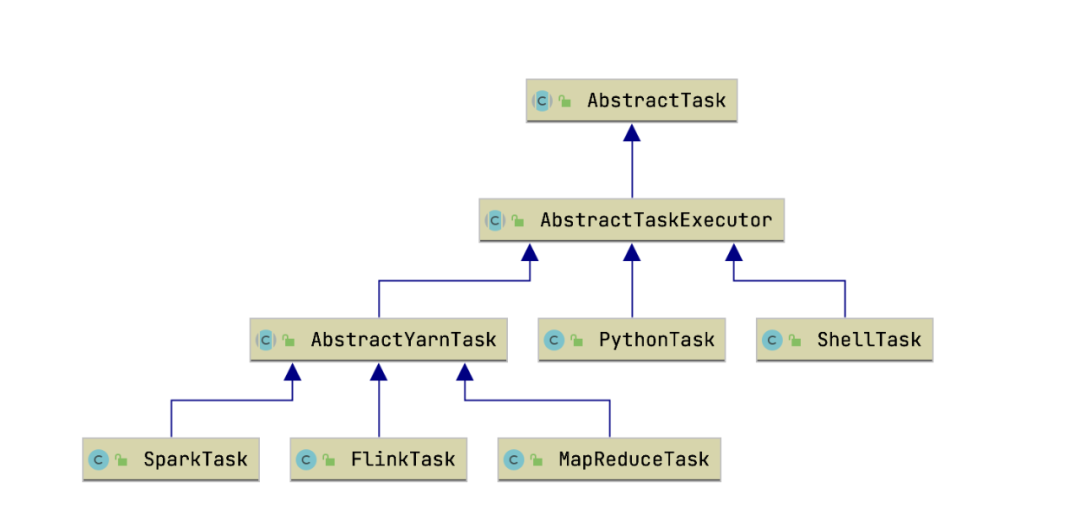 AbstractTask
AbstractTaskExecutor
AbstractYarnTask
PythonTask
ShellTask
SparkTask
FlinkTask
MapReduceTask